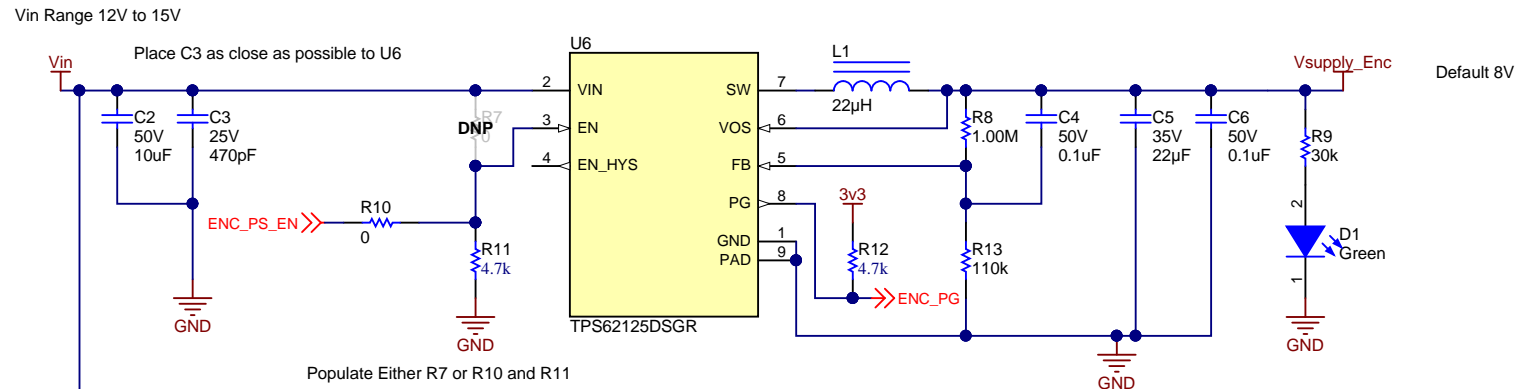 Vin Range 12V to 15V
Place C3 as close as possible to U6
Vin
U6
L1
Vsupply_Enc
Default 8V
2
VIN
SW
7
22µH
C2
50V
10uF
C3
25V
470pF
R7
0
DNP
3
EN
VOS
6
R8
1.00M
C4
50V
0.1uF
C5
35V
22µF
C6
50V
0.1uF
R9
30k
4
EN_HYS
FB
5
ENC_PS_EN
R10
0
PG
8
3v3
2
R11
4.7k
GND
1
PAD
9
R12
4.7k
R13
110k
D1
Green
1
ENC_PG
GND
GND
TPS62125DSGR
GND
GND
Populate Either R7 or R10 and R11